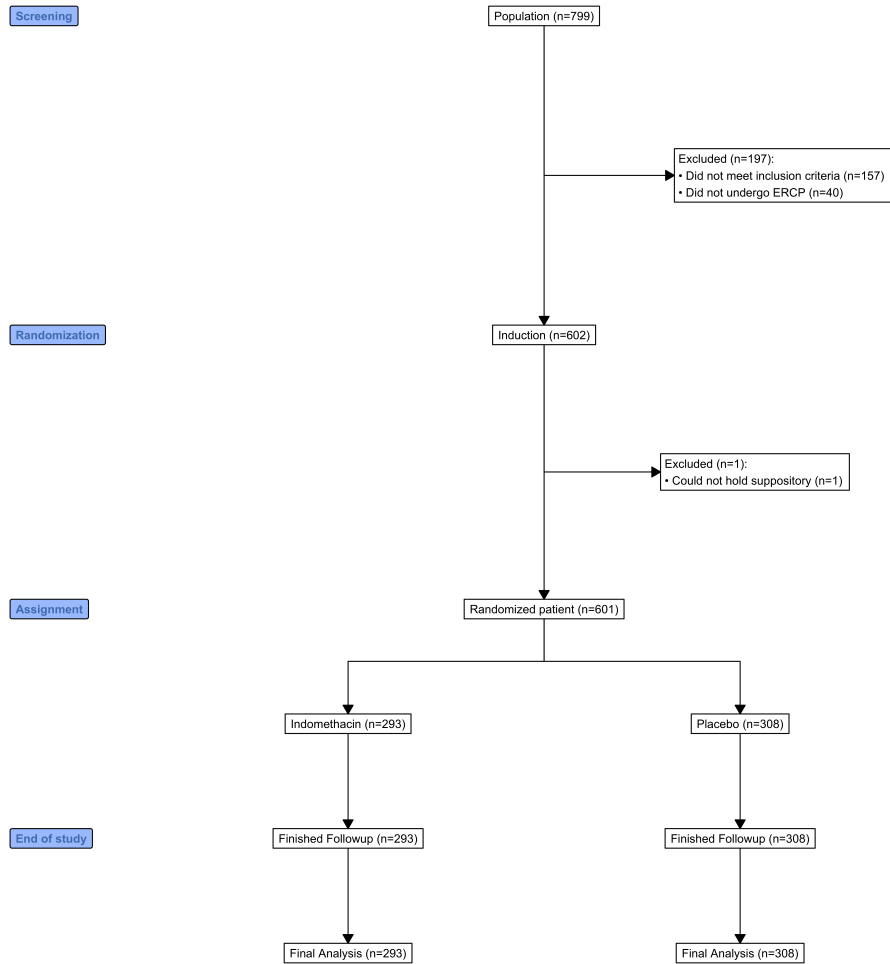 Screening
Population (n=799)
Excluded (n=197):
• Did not meet inclusion criteria (n=157)
• Did not undergo ERCP (n=40)
Randomization
Induction (n=602)
Excluded (n=1):
• Could not hold suppository (n=1)
Assignment
Randomized patient (n=601)
Indomethacin (n=293)
Placebo (n=308)
End of study
Finished Followup (n=293)
Finished Followup (n=308)
Final Analysis (n=293)
Final Analysis (n=308)